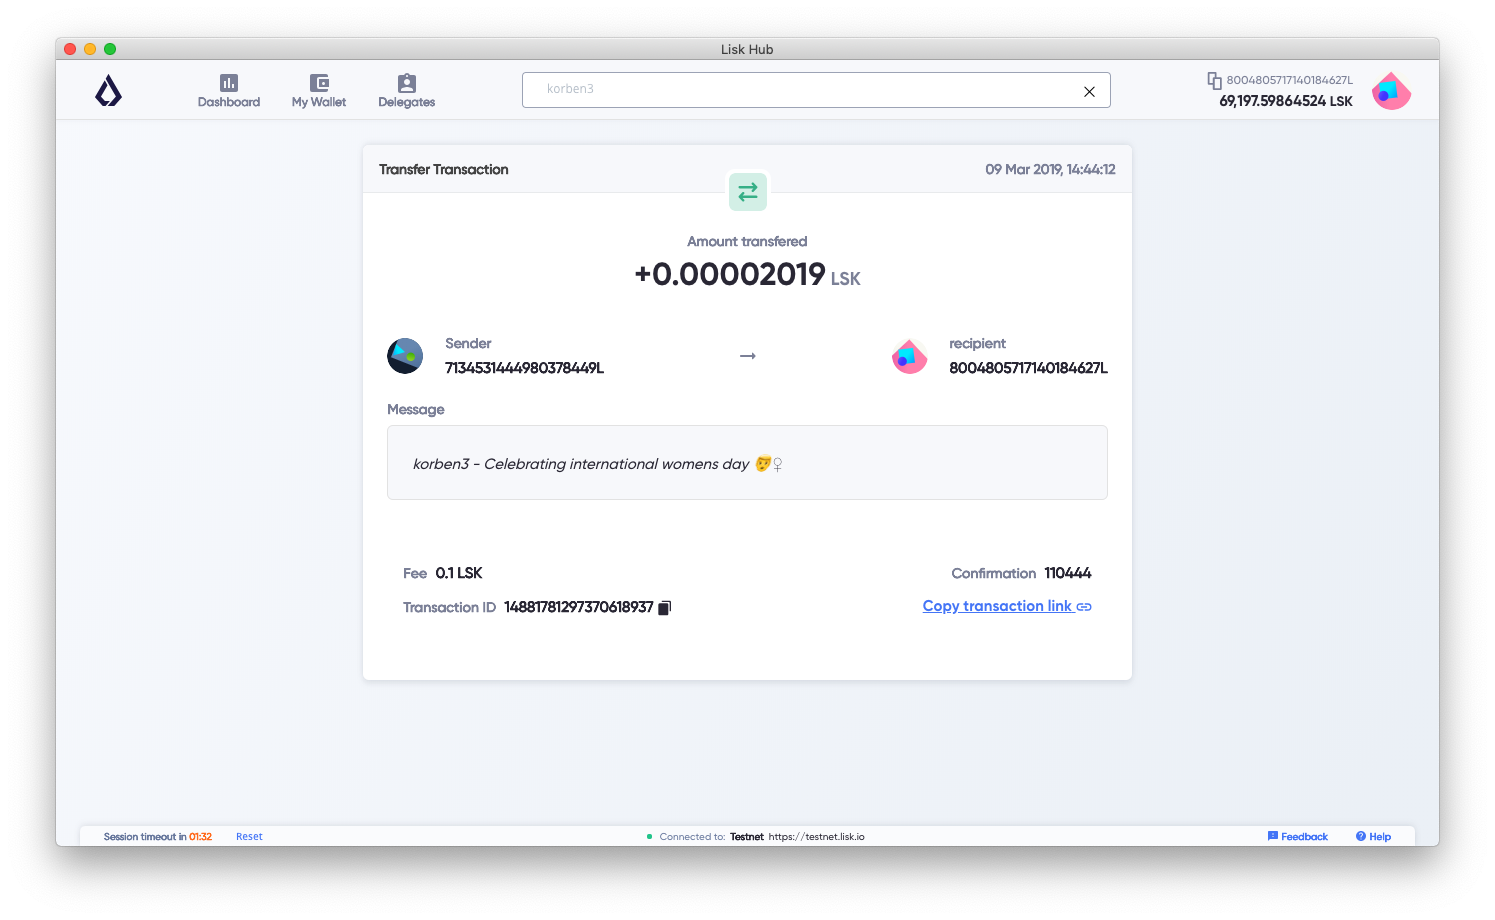 Lisk Hub
Dashboard
My Wallet
Delegates
korben3
8004805717140184627L
69,197.59864524 LSK
Transfer Transaction
09 Mar 2019, 14:44:12
Amount transfered
+0.00002019 LSK
Sender
7134531444980378449L
→
recipient
8004805717140184627L
Message
korben3 - Celebrating international womens day 🤦♀
Fee 0.1 LSK
Confirmation 110444
Transaction ID 14881781297370618937
Copy transaction link
Session timeout in 01:32 Reset
Connected to: Testnet https://testnet.lisk.io
Feedback
Help